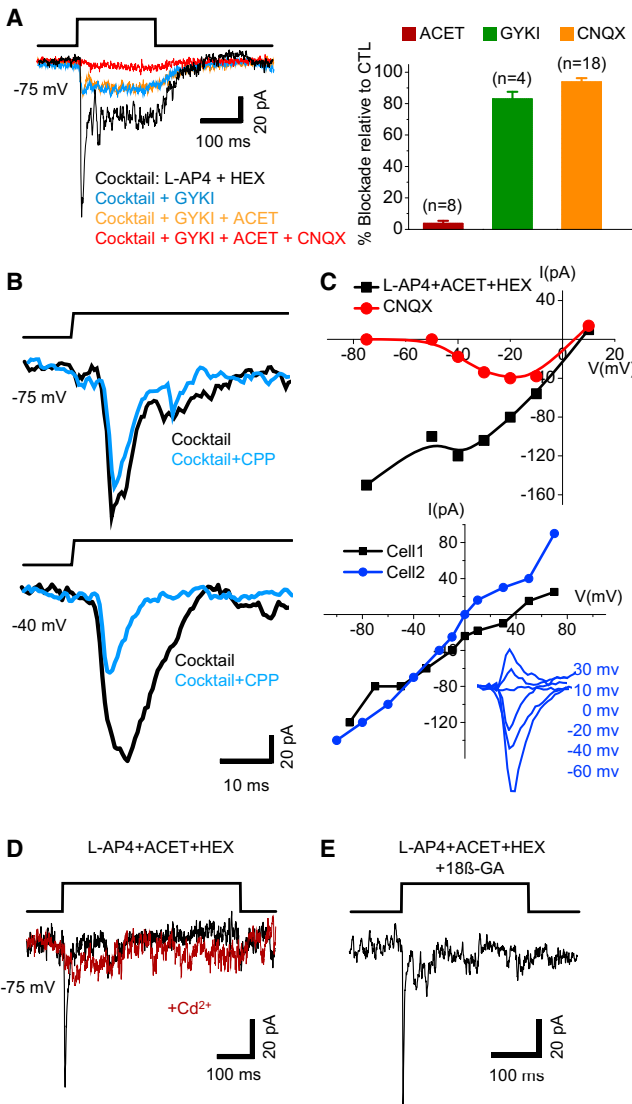 A
-75 mV
100 ms
20 pA
Cocktail: L-AP4 + HEX
Cocktail + GYKI
Cocktail + GYKI + ACET
Cocktail + GYKI + ACET + CNQX
ACET
GYKI
CNQX
% Blockade relative to CTL
100
80
60
40
20
0
(n=8)
(n=4)
(n=18)
B
-75 mV
Cocktail
Cocktail+CPP
-40 mV
Cocktail
Cocktail+CPP
10 ms
20 pA
C
L-AP4+ACET+HEX
CNQX
I(pA)
40
-80
-60
-40
-20
0
20
V(mV)
-40
-80
-120
-160
I(pA)
Cell1
Cell2
80
40
V(mV)
-80
-40
0
40
80
-80
-120
30 mv
10 mv
0 mv
-20 mv
-40 mv
-60 mv
D
L-AP4+ACET+HEX
-75 mV
+Cd²⁺
100 ms
20 pA
E
L-AP4+ACET+HEX
+18ß-GA
100 ms
20 pA